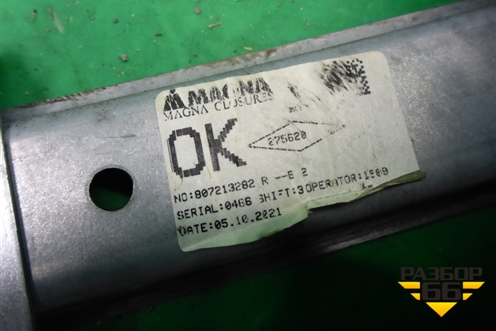 MAGNA
MAGNA CLOSURES
OK
275620
NO:807213282 R --E 2
SERIAL:0466 SHIFT:3 OPERATOR:1509
DATE:05.10.2021
РАЗБОР
66